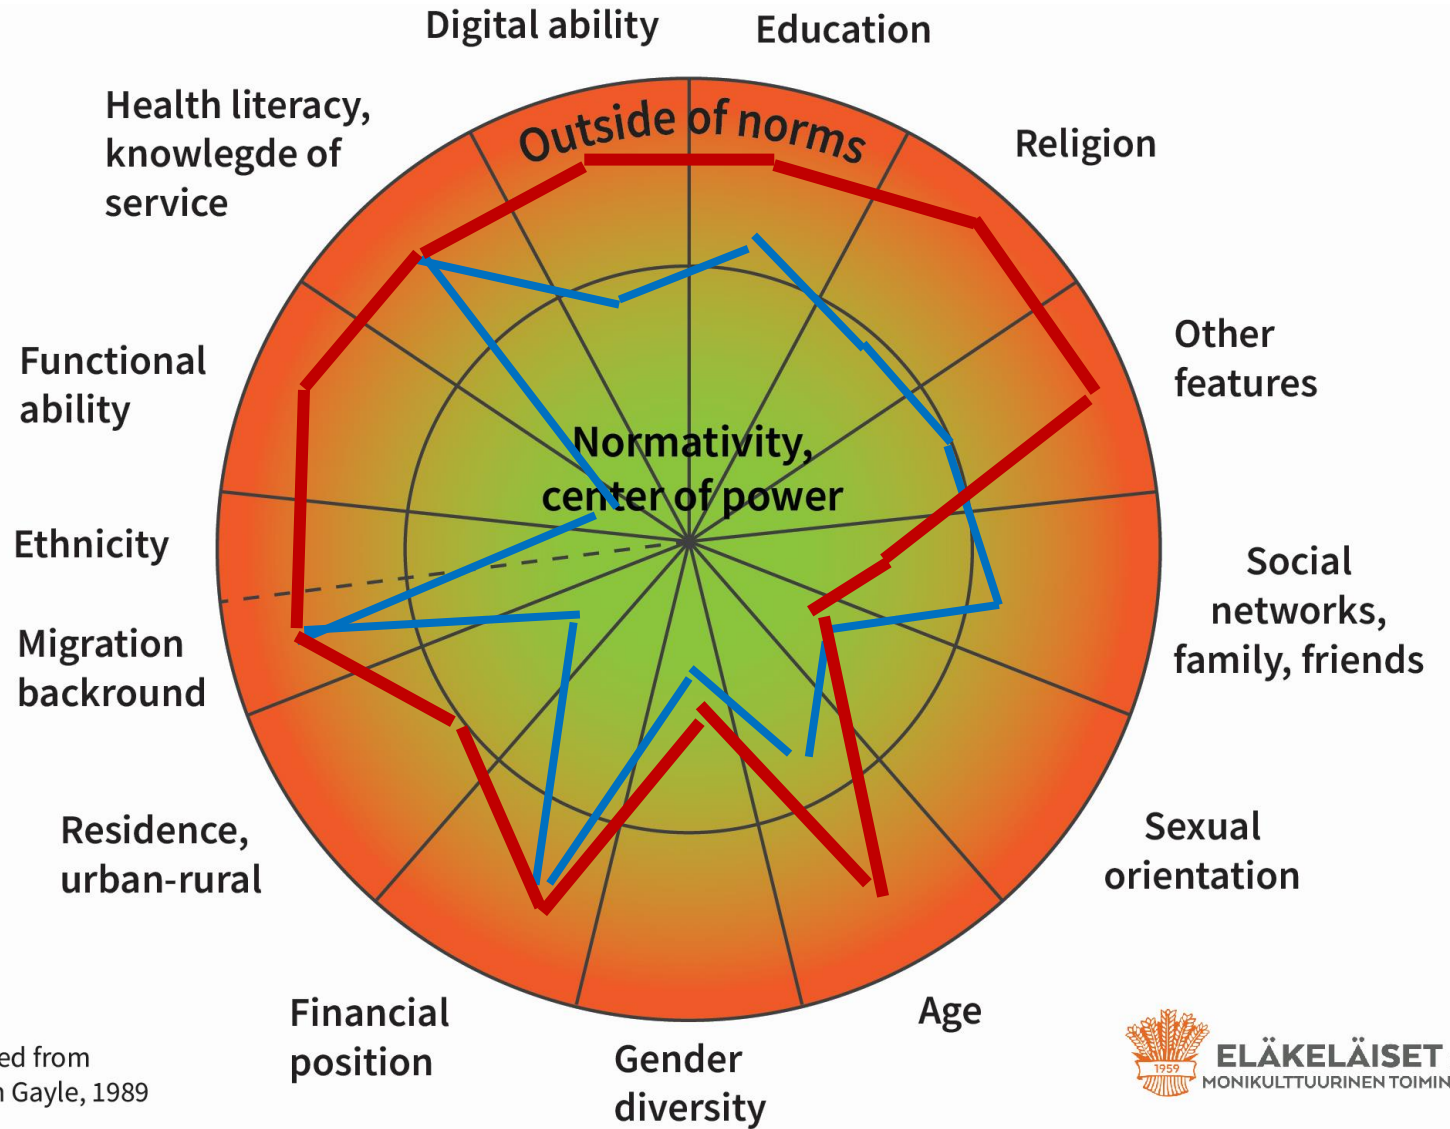 Digital ability
Education
Health literacy,
knowlegde of
service
Outside of norms
Religion
Functional
ability
Other
features
Normativity,
center of power
Ethnicity
Social
networks,
family, friends
Migration
backround
Residence,
urban-rural
Sexual
orientation
Financial
position
Age
Gender
diversity
ed from
n Gayle, 1989
1959
ELÄKELÄISET
MONIKULTTUURINEN TOIMIN